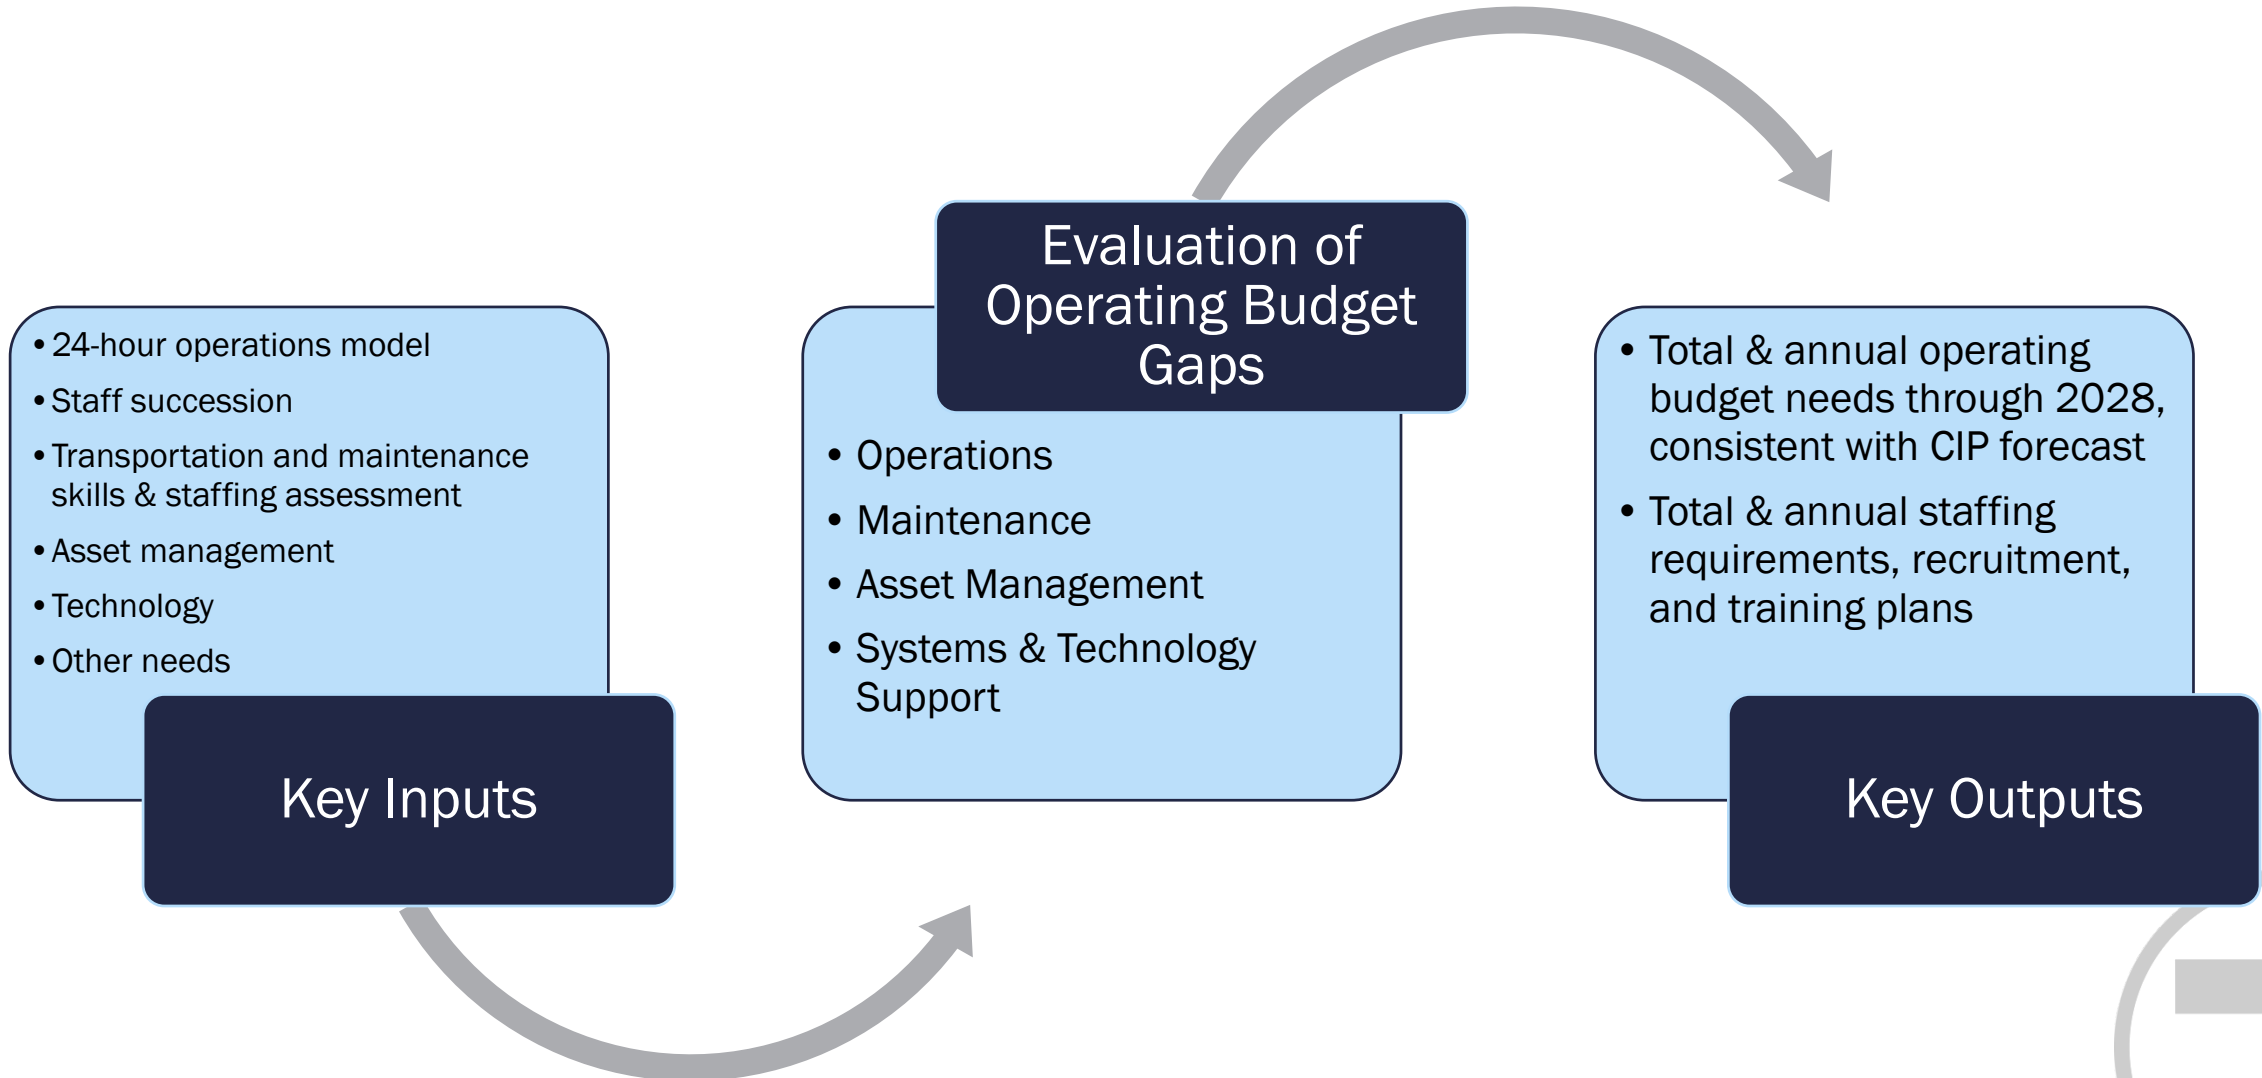 • 24-hour operations model
• Staff succession
• Transportation and maintenance
skills & staffing assessment
• Asset management
• Technology
• Other needs
Key Inputs
Evaluation of
Operating Budget
Gaps
• Operations
• Maintenance
• Asset Management
• Systems & Technology
Support
• Total & annual operating
budget needs through 2028,
consistent with CIP forecast
• Total & annual staffing
requirements, recruitment,
and training plans
Key Outputs